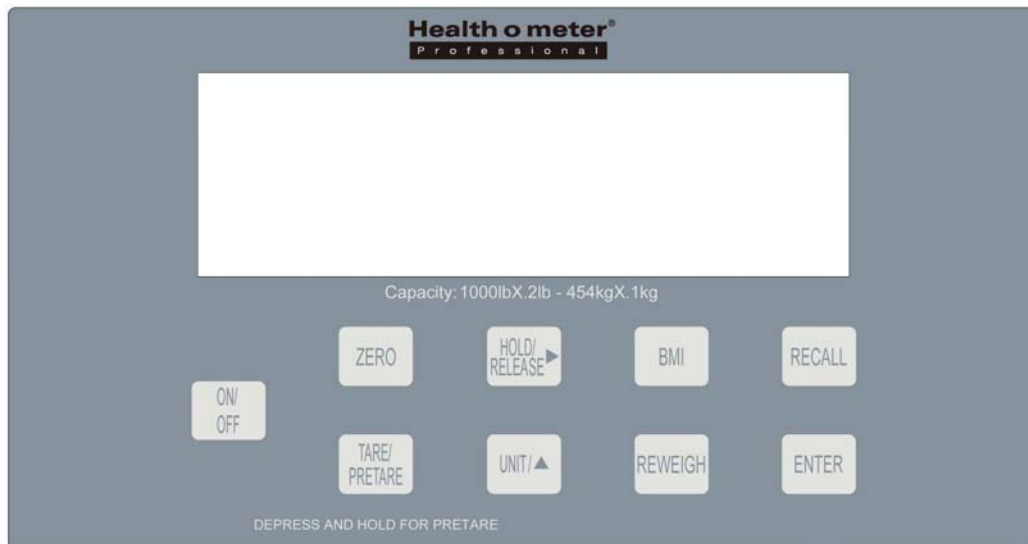 Health o meter®
Professional
Capacity: 1000lbX.2lb - 454kgX.1kg
ZERO
HOLD/
RELEASE▶
BMI
RECALL
ON/
OFF
TARE/
PRETARE
UNIT/▲
REWEIGH
ENTER
DEPRESS AND HOLD FOR PRETARE